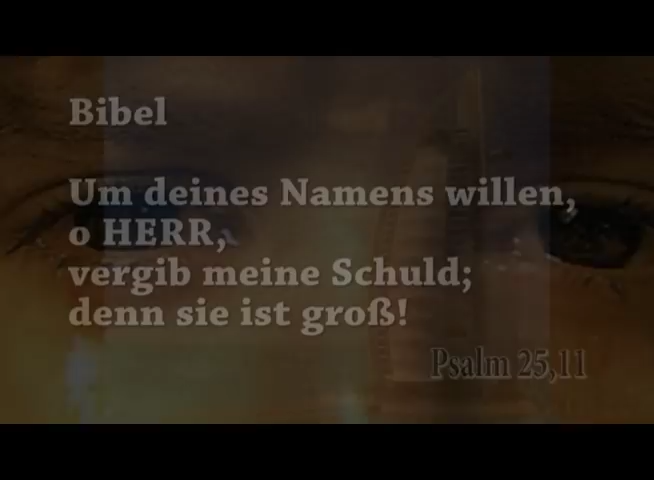 Bibel
Um deines Namens willen,
o HERR,
vergib meine Schuld;
denn sie ist groß!
Psalm 25,11